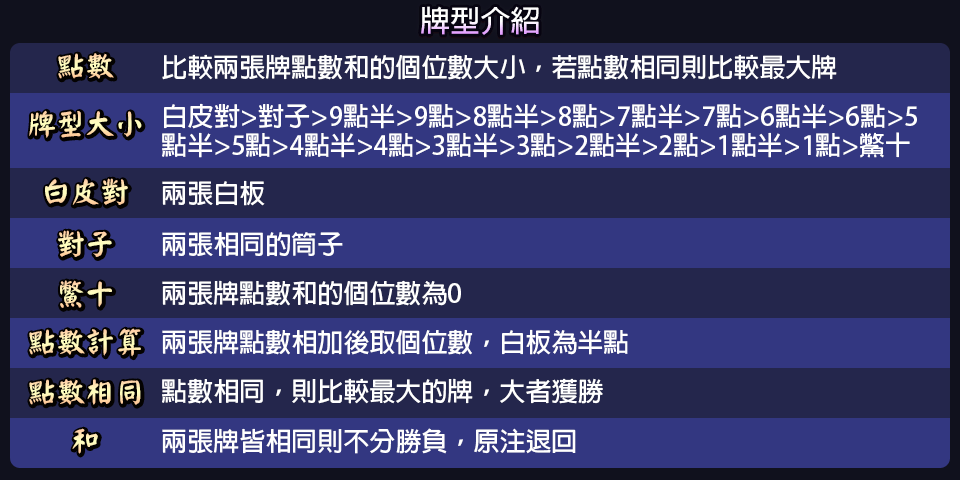 牌型介紹
點數 比較兩張牌點數和的個位數大小，若點數相同則比較最大牌
牌型大小 白皮對>對子>9點半>9點>8點半>8點>7點半>7點>6點半>6點>5
點半>5點>4點半>4點>3點半>3點>2點半>2點>1點半>1點>鱉十
白皮對 兩張白板
對子 兩張相同的筒子
鱉十 兩張牌點數和的個位數為0
點數計算 兩張牌點數相加後取個位數，白板為半點
點數相同 點數相同，則比較最大的牌，大者獲勝
和 兩張牌皆相同則不分勝負，原注退回